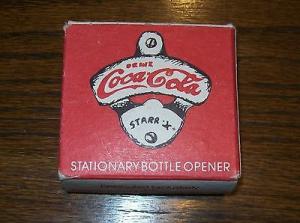 DRINK
Coca-Cola
STARR "X"
STATIONARY BOTTLE OPENER